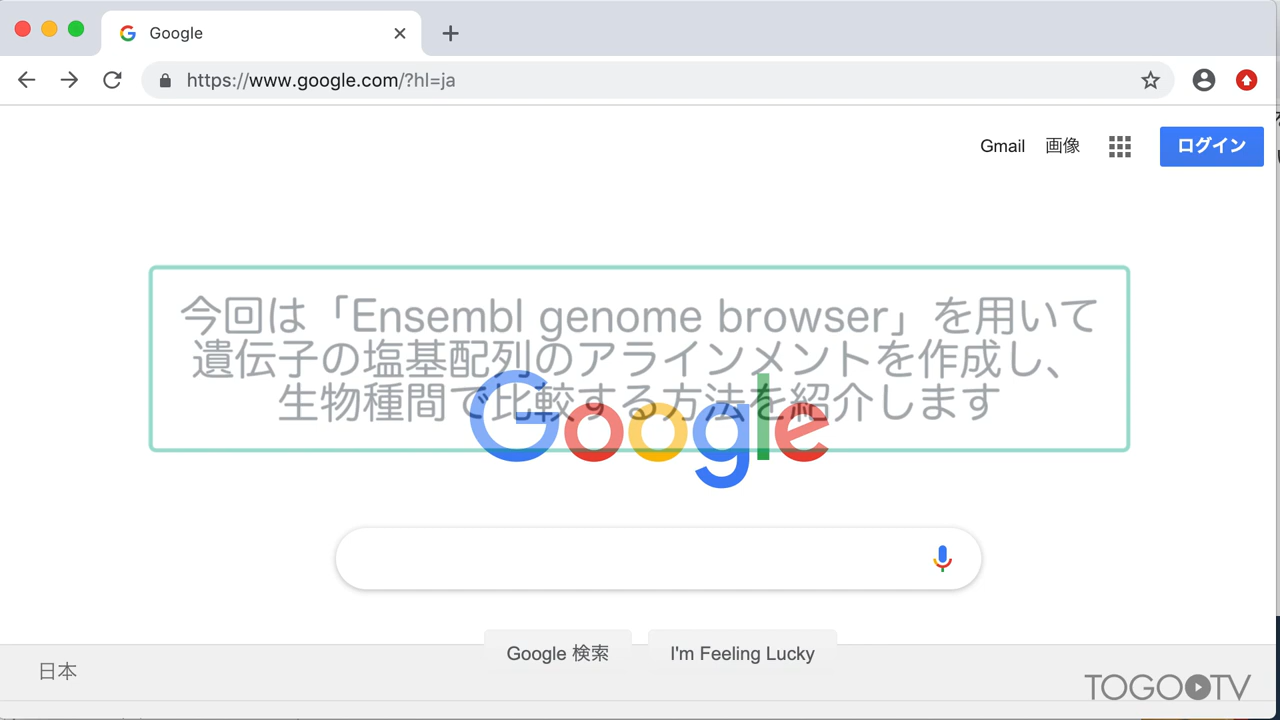 Google
https://www.google.com/?hl=ja
Gmail 画像 ログイン
今回は「Ensembl genome browser」を用いて
遺伝子の塩基配列のアラインメントを作成し、
生物種間で比較する方法を紹介します
Google
Google 検索 I'm Feeling Lucky
日本
TOGO TV